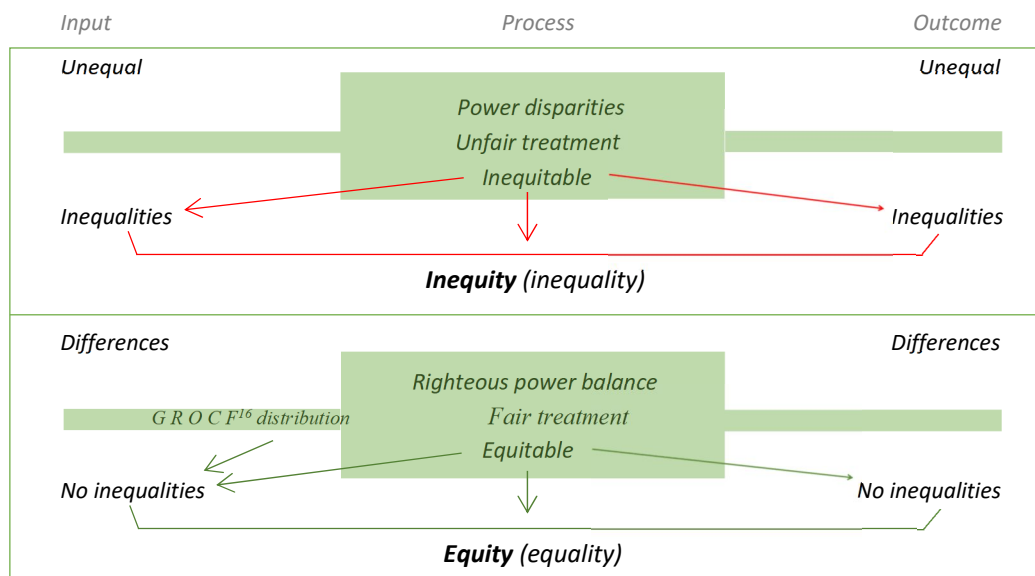 Input Process Outcome
Unequal Unequal
Power disparities
Unfair treatment
Inequitable
Inequalities Inequalities
Inequity (inequality)
Differences Differences
Righteous power balance
G R O C F16 distribution Fair treatment
Equitable
No inequalities No inequalities
Equity (equality)